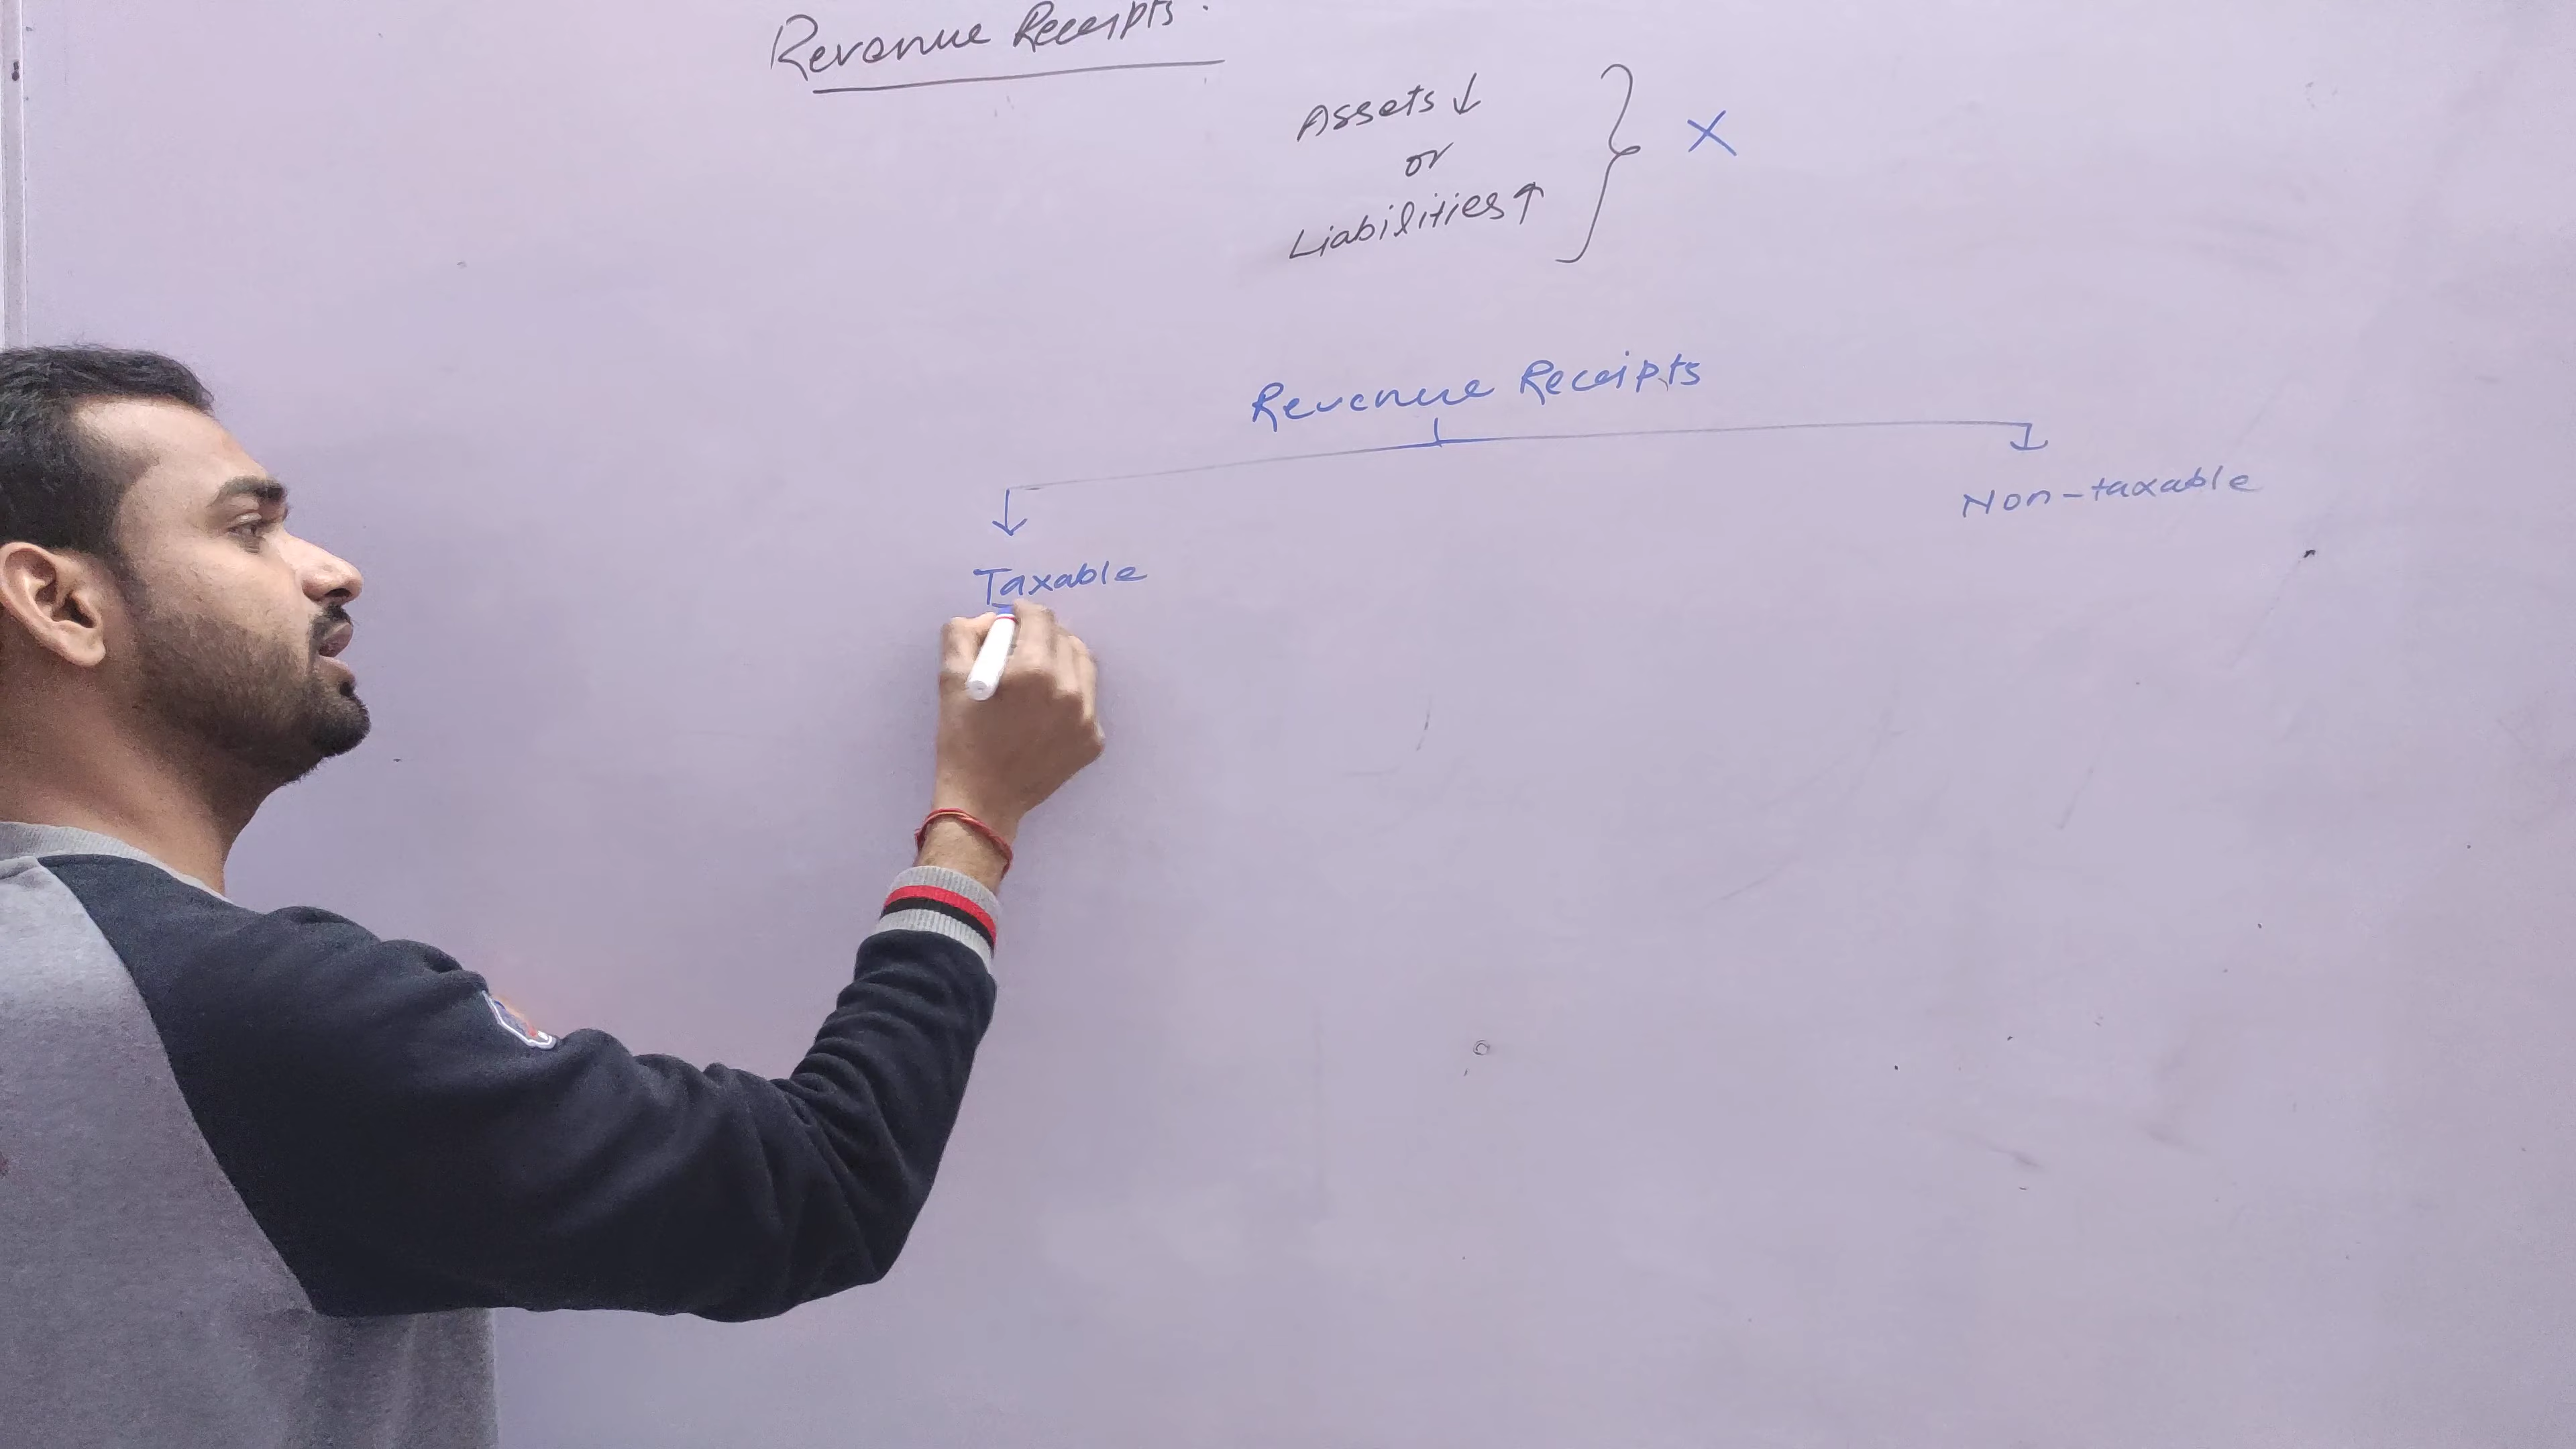 Revenue Receipts.
Assets ↓
or
Liabilities ↑
X
Revenue Receipts
Non-taxable
Taxable